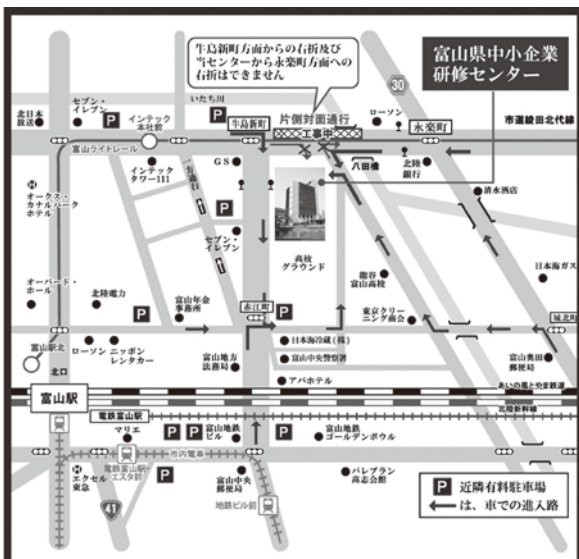 牛島新町方面からの右折及び
当センターから永楽町方面への
右折はできません
富山県中小企業
研修センター
30
北日本
放送
セブン・
イレブン
P
インテック
本社前
いたち川
牛島新町
片側対面通行
工事中
ローソン
永楽町
市道綾田北代線
富山ライトレール
インテック
タワー111
GS
八田橋
北陸
銀行
清水酒店
H
オークス・
カナルパーク
ホテル
一方通行
P
セブン・
イレブン
高校
グラウンド
龍谷
富山高校
日本海ガス
オーバード・
ホール
北陸電力
P
富山年金
事務所
赤江町
P
東京クリー
ニング商会
城北町
富山駅北
北口
ローソン
ニッポン
レンタカー
富山地方
法務局
日本海冷蔵(株)
富山中央警察署
アパホテル
富山奥田
郵便局
富山駅
あいの風とやま鉄道
電鉄富山駅
北陸新幹線
マリエ
P
P
富山地鉄
ビル
P
富山地鉄
ゴールデンボウル
市内電車
H
エクセル
東急
電鉄富山駅・
エスタ前
P
富山中央
郵便局
パレブラン
高志会館
41
地鉄ビル前
P 近隣有料駐車場
は、車での進入路